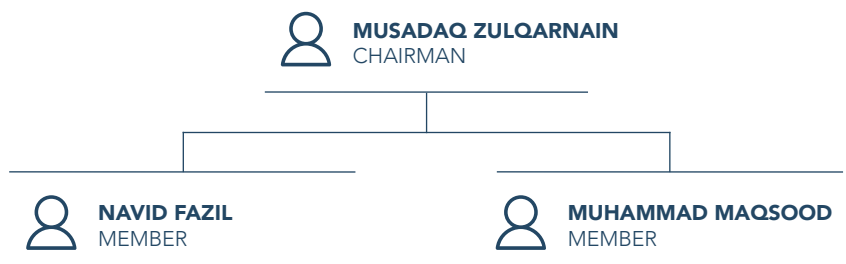 MUSADAQ ZULQARNAIN
CHAIRMAN
NAVID FAZIL
MEMBER
MUHAMMAD MAQSOOD
MEMBER